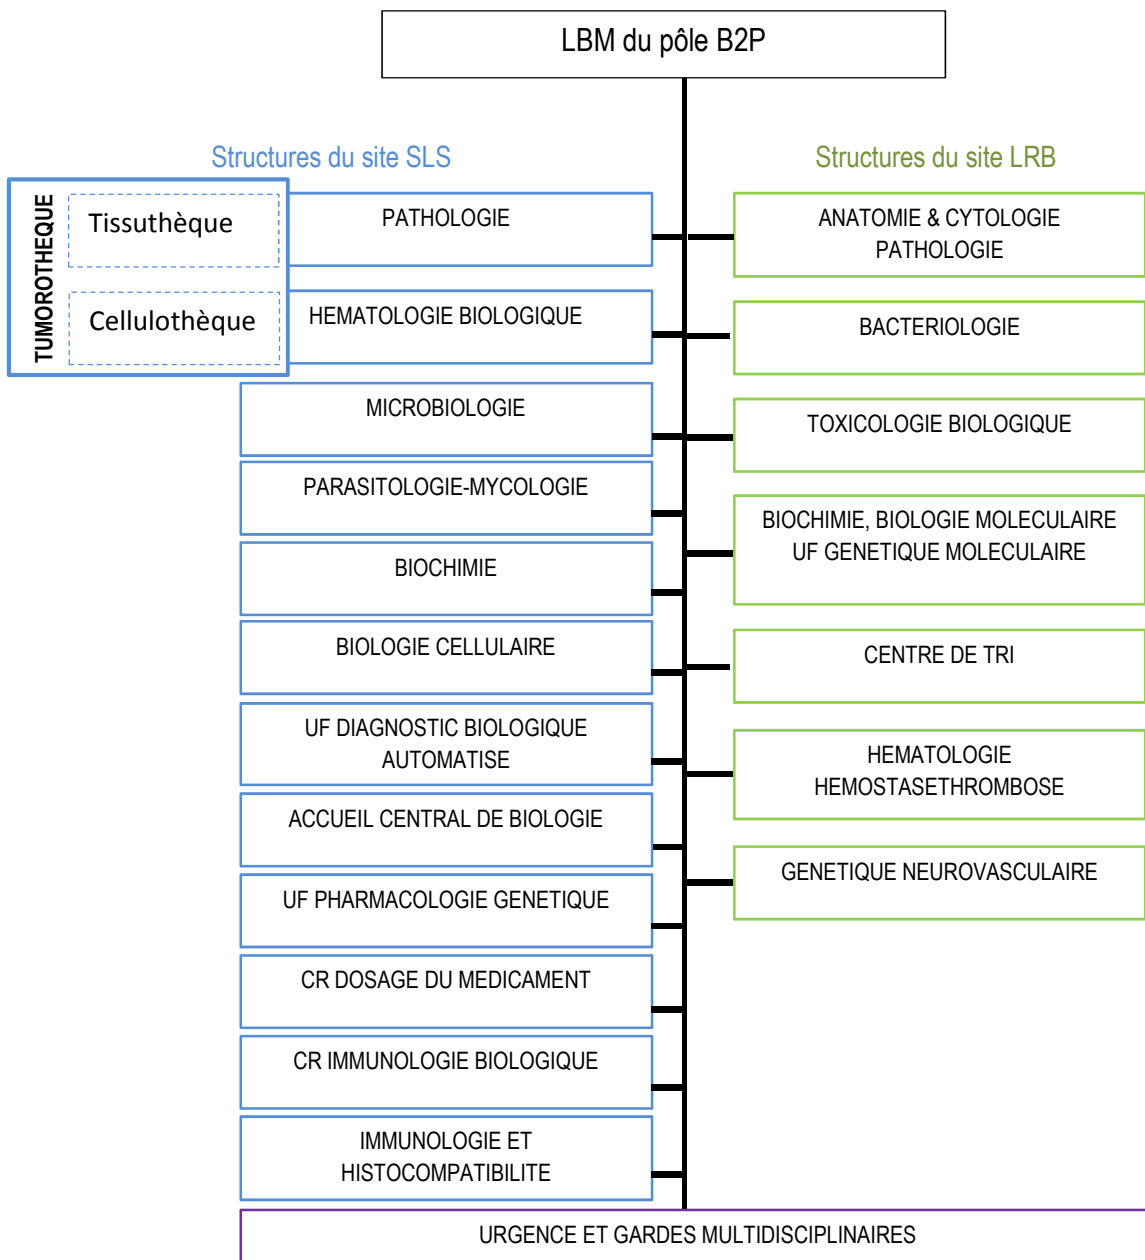 LBM du pôle B2P
Structures du site SLS
TUMOROTHEQUE
Tissuthèque
Cellulothèque
PATHOLOGIE
HEMATOLOGIE BIOLOGIQUE
MICROBIOLOGIE
PARASITOLOGIE-MYCOLOGIE
BIOCHIMIE
BIOLOGIE CELLULAIRE
UF DIAGNOSTIC BIOLOGIQUE
AUTOMATISE
ACCUEIL CENTRAL DE BIOLOGIE
UF PHARMACOLOGIE GENETIQUE
CR DOSAGE DU MEDICAMENT
CR IMMUNOLOGIE BIOLOGIQUE
IMMUNOLOGIE ET
HISTOCOMPATIBILITE
Structures du site LRB
ANATOMIE & CYTOLOGIE
PATHOLOGIE
BACTERIOLOGIE
TOXICOLOGIE BIOLOGIQUE
BIOCHIMIE, BIOLOGIE MOLECULAIRE
UF GENETIQUE MOLECULAIRE
CENTRE DE TRI
HEMATOLOGIE
HEMOSTASETHROMBOSE
GENETIQUE NEUROVASCULAIRE
URGENCE ET GARDES MULTIDISCIPLINAIRES